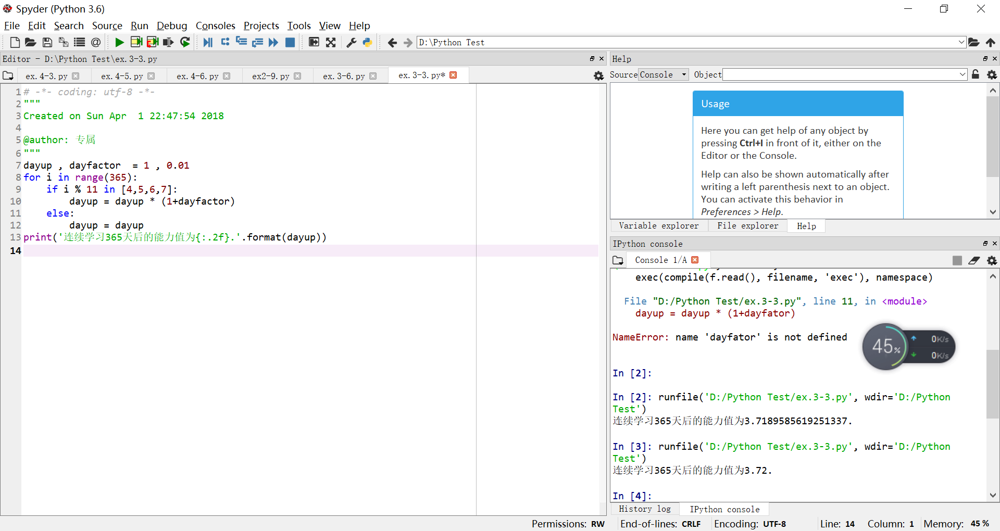 Spyder (Python 3.6)
File Edit Search Source Run Debug Consoles Projects Tools View Help
D:\Python Test
Editor - D:\Python Test\ex.3-3.py
ex.4-3.py ex.4-5.py ex.4-6.py ex2-9.py ex.3-6.py ex.3-3.py*
1 # -*- coding: utf-8 -*-
2 """
3 Created on Sun Apr  1 22:47:54 2018
4
5 @author: 专属
6 """
7 dayup , dayfactor  = 1 , 0.01
8 for i in range(365):
9     if i % 11 in [4,5,6,7]:
10         dayup = dayup * (1+dayfactor)
11     else:
12         dayup = dayup
13 print('连续学习365天后的能力值为{:.2f}.'.format(dayup))
14
Help
Source Console Object
Usage
Here you can get help of any object by
pressing Ctrl+I in front of it, either on the
Editor or the Console.
Help can also be shown automatically after
writing a left parenthesis next to an object.
You can activate this behavior in
Preferences > Help.
Variable explorer File explorer Help
IPython console
Console 1/A
exec(compile(f.read(), filename, 'exec'), namespace)
File "D:/Python Test/ex.3-3.py", line 11, in <module>
dayup = dayup * (1+dayfator)
NameError: name 'dayfator' is not defined
45%
0K/s
0K/s
In [2]:
In [2]: runfile('D:/Python Test/ex.3-3.py', wdir='D:/Python
Test')
连续学习365天后的能力值为3.7189585619251337.
In [3]: runfile('D:/Python Test/ex.3-3.py', wdir='D:/Python
Test')
连续学习365天后的能力值为3.72.
In [4]:
History log IPython console
Permissions: RW End-of-lines: CRLF Encoding: UTF-8 Line: 14 Column: 1 Memory: 45 %